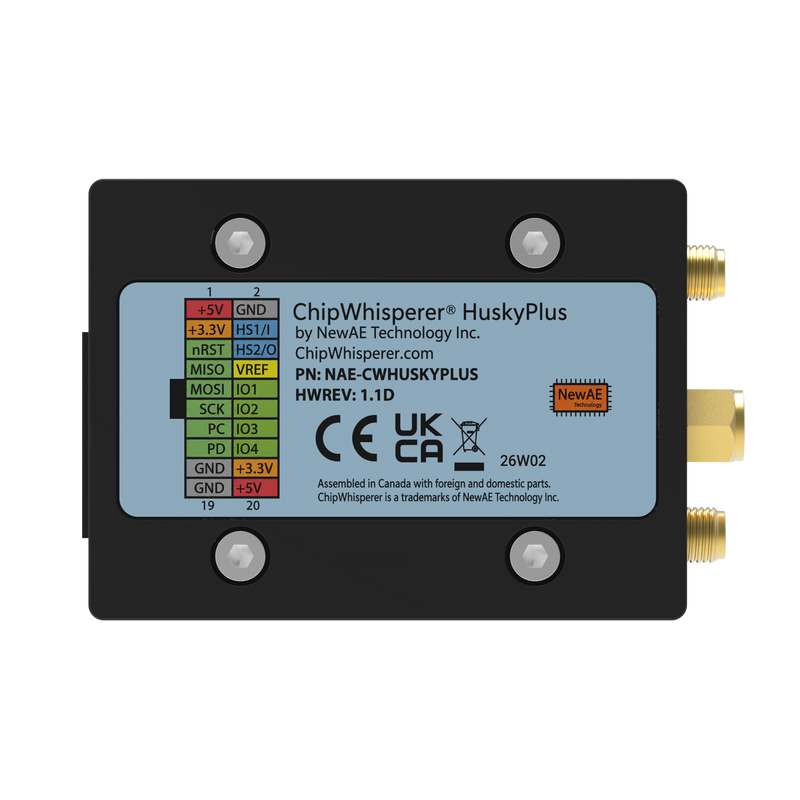 1 2
+5V GND
+3.3V HS1/I
nRST HS2/O
MISO VREF
MOSI IO1
SCK IO2
PC IO3
PD IO4
GND +3.3V
GND +5V
19 20
ChipWhisperer® HuskyPlus
by NewAE Technology Inc.
ChipWhisperer.com
PN: NAE-CWHUSKYPLUS
HWREV: 1.1D
CE UK
CA
26W02
Assembled in Canada with foreign and domestic parts.
ChipWhisperer is a trademarks of NewAE Technology Inc.
NewAE
Technology